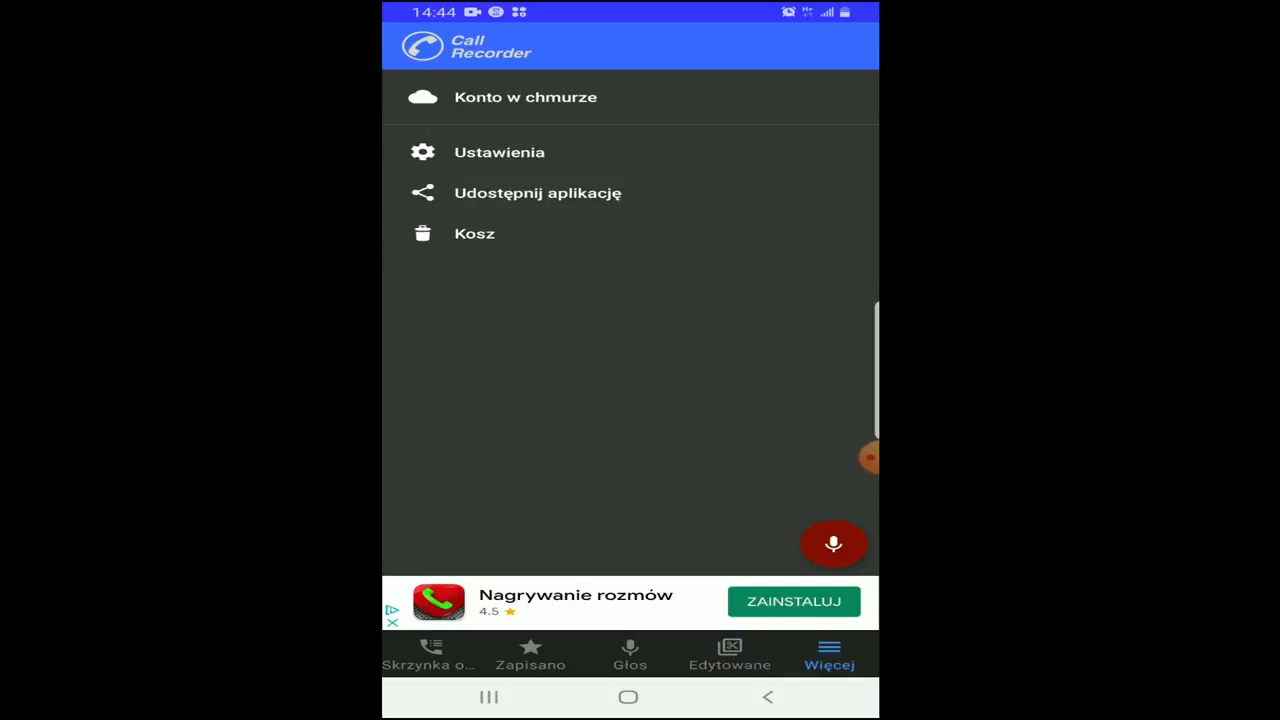 14:44
Call
Recorder
Konto w chmurze
Ustawienia
Udostępnij aplikację
Kosz
Nagrywanie rozmów
4.5
ZAINSTALUJ
Skrzynka o...
Zapisano
Głos
Edytowane
Więcej